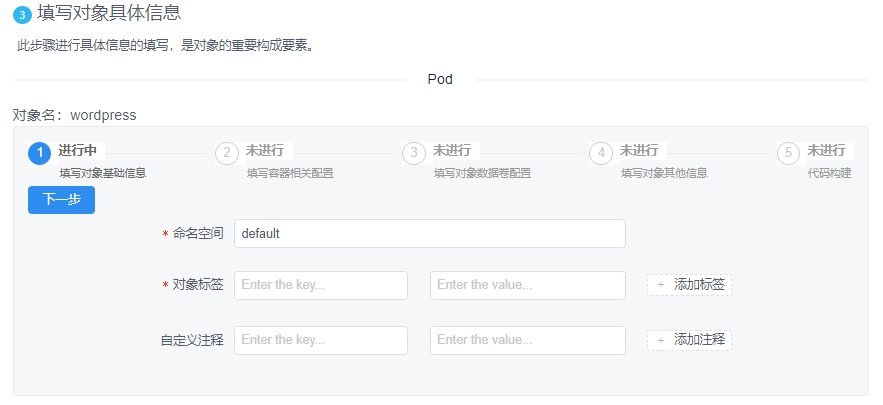 3 填写对象具体信息
此步骤进行具体信息的填写，是对象的重要构成要素。
Pod
对象名：wordpress
1 进行中 2 未进行 3 未进行 4 未进行 5 未进行
填写对象基础信息 填写容器相关配置 填写对象数据卷配置 填写对象其他信息 代码构建
下一步
* 命名空间 default
* 对象标签 Enter the key... Enter the value... + 添加标签
自定义注释 Enter the key... Enter the value... + 添加注释